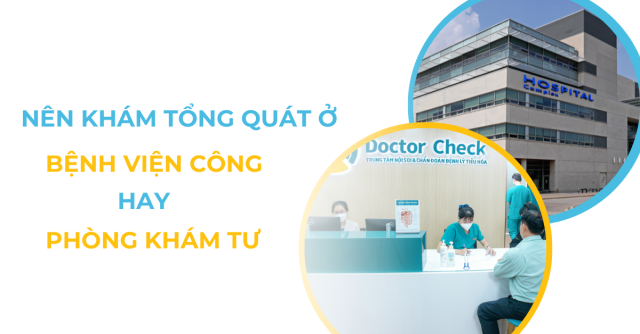 NÊN KHÁM TỔNG QUÁT Ở
BỆNH VIỆN CÔNG
HAY
PHÒNG KHÁM TƯ
HOSPITAL
Campion
Doctor Check
TRUNG TÂM NỘI SOI & CHẨN ĐOÁN BỆNH LÝ TIÊU HÓA